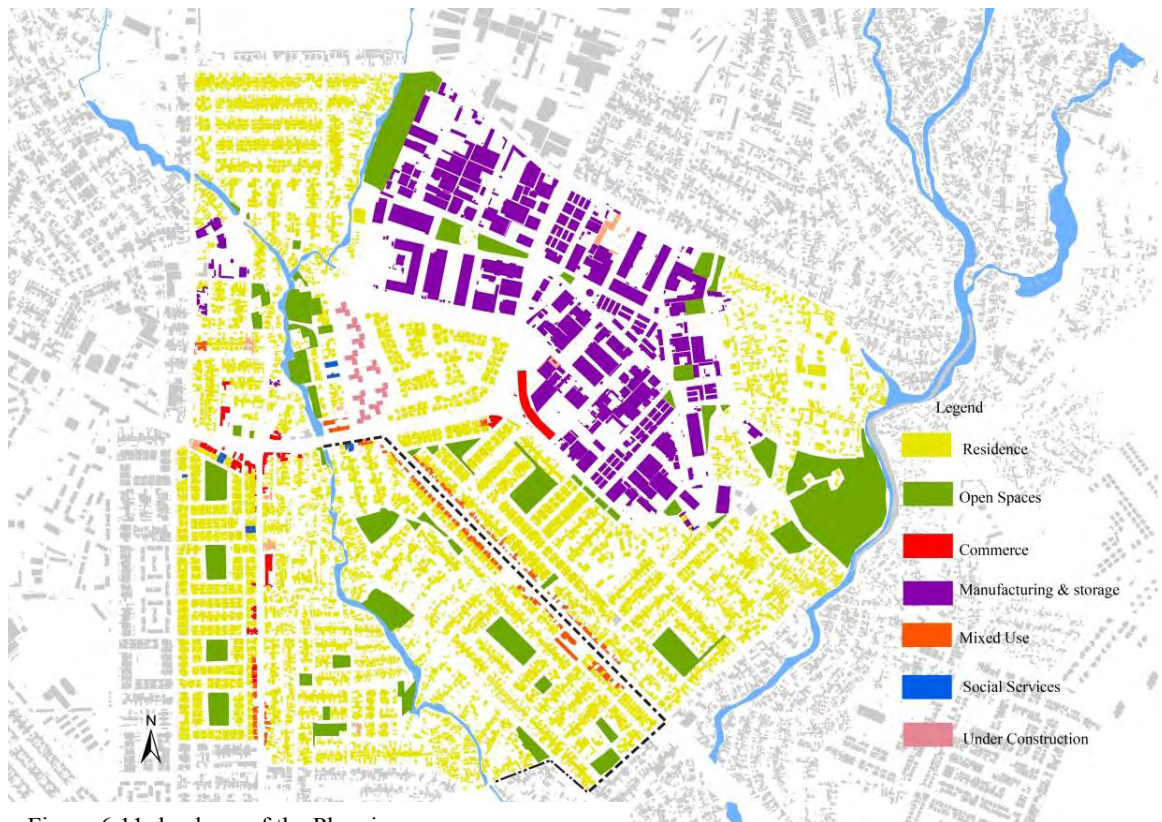 Legend
Residence
Open Spaces
Commerce
Manufacturing & storage
Mixed Use
Social Services
Under Construction
N